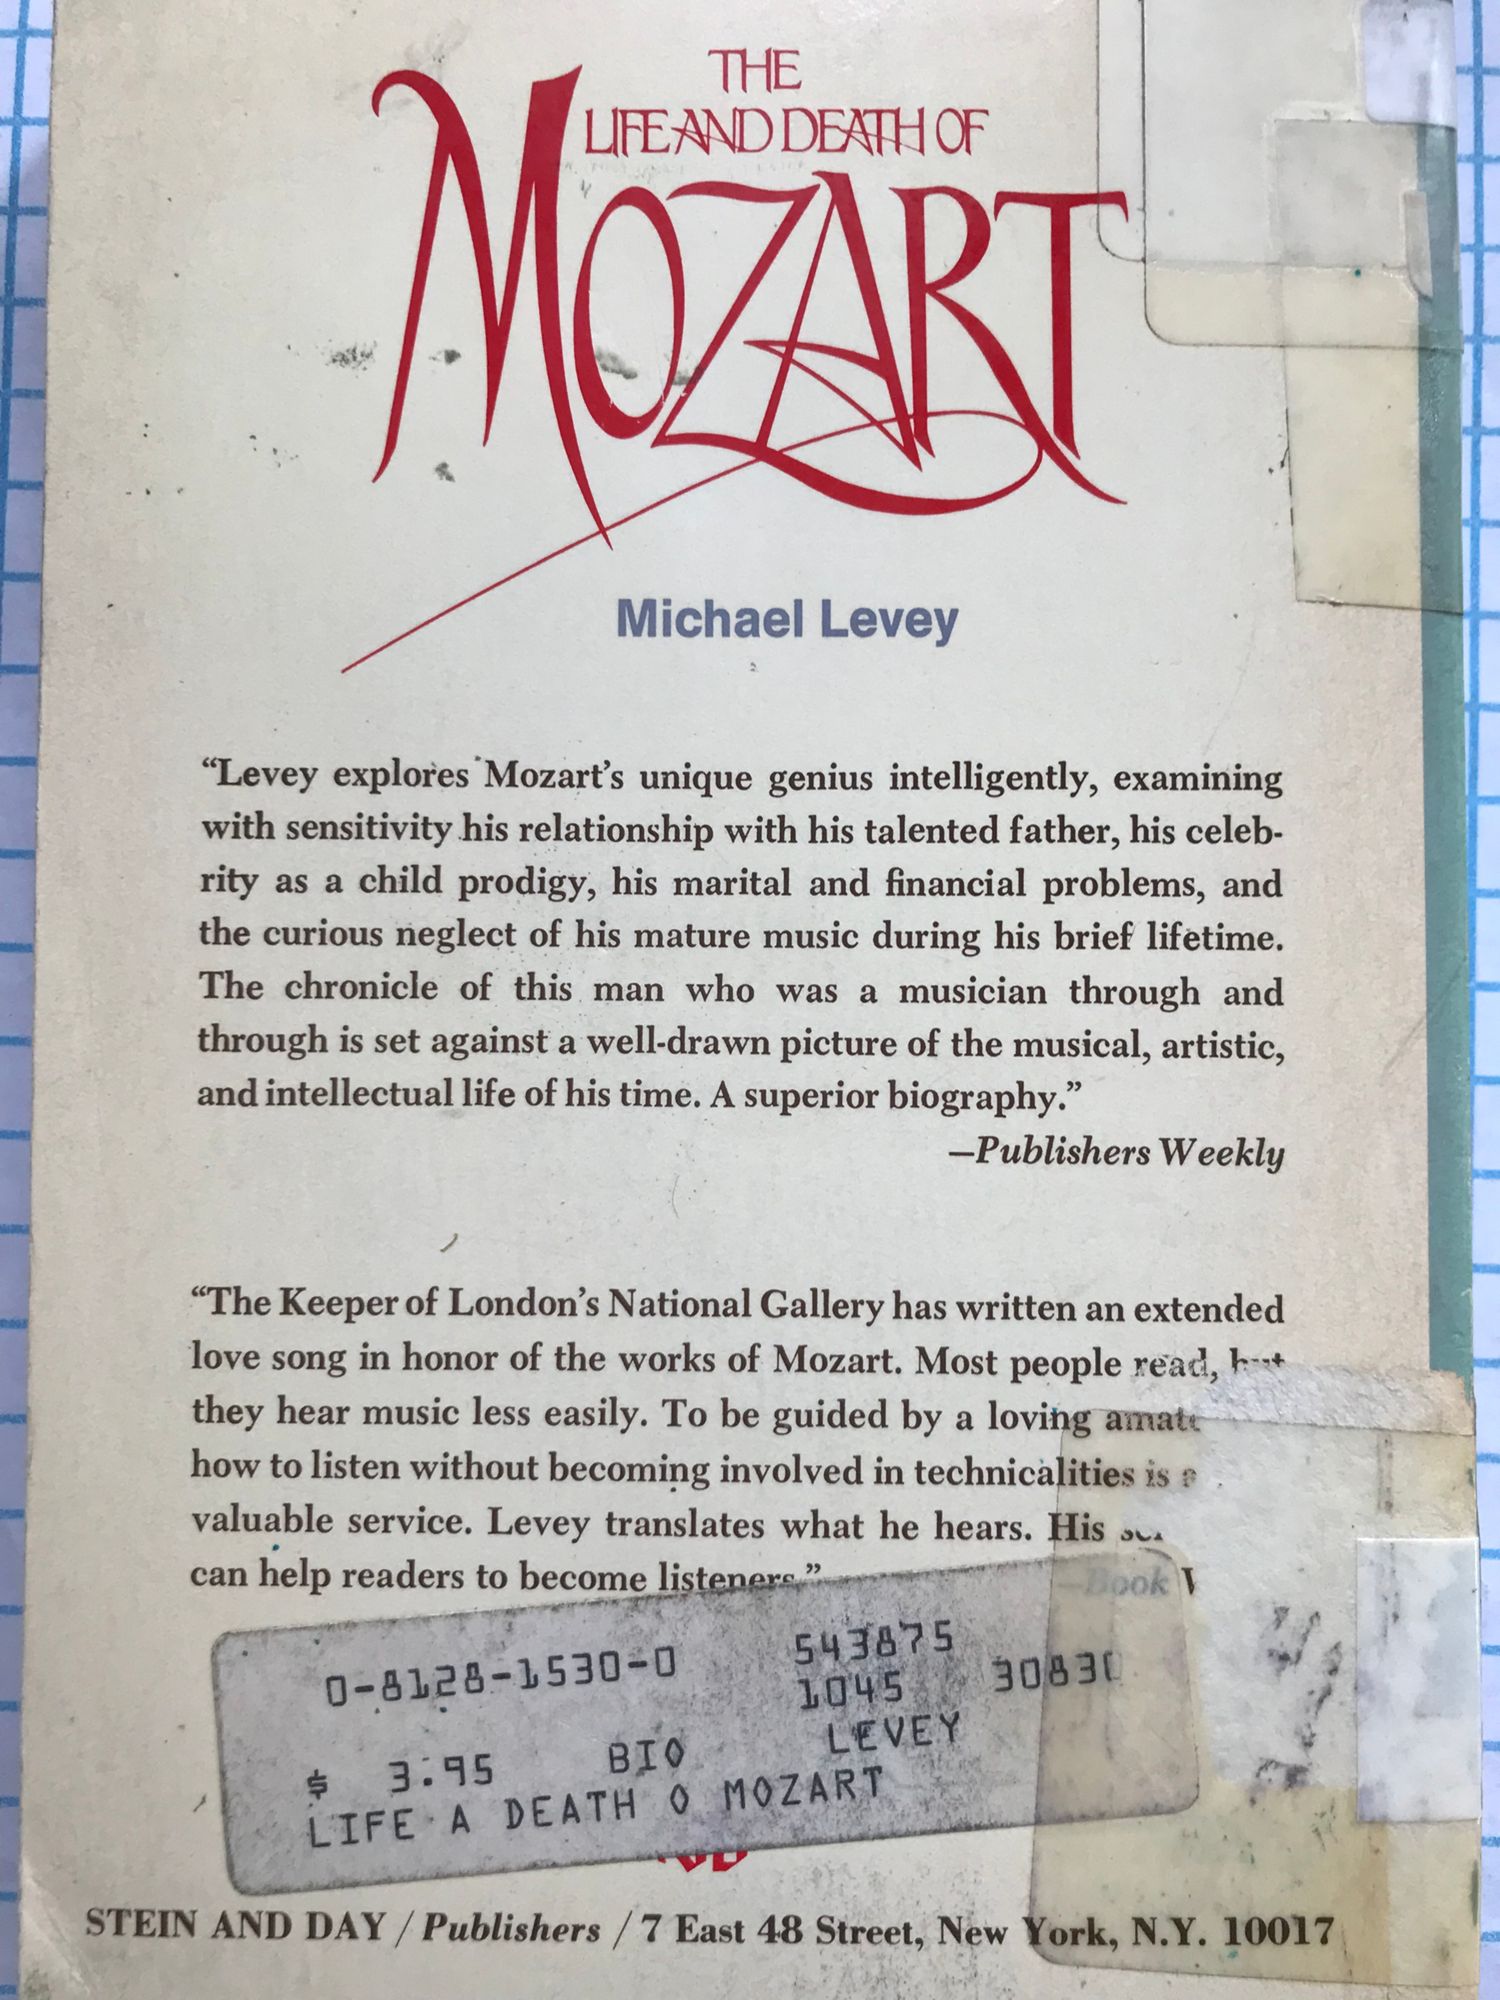 THE
LIFE AND DEATH OF
MOZART
Michael Levey
“Levey explores Mozart’s unique genius intelligently, examining
with sensitivity his relationship with his talented father, his celeb-
rity as a child prodigy, his marital and financial problems, and
the curious neglect of his mature music during his brief lifetime.
The chronicle of this man who was a musician through and
through is set against a well-drawn picture of the musical, artistic,
and intellectual life of his time. A superior biography.”
—Publishers Weekly
“The Keeper of London’s National Gallery has written an extended
love song in honor of the works of Mozart. Most people read, but
they hear music less easily. To be guided by a loving
how to listen without becoming involved in technicalities is
valuable service. Levey translates what he hears. His
can help readers to become listeners.”
—Book
0-8128-1530-0 543875
1045 30830
$ 3.95 BIO LEVEY
LIFE A DEATH O MOZART
STEIN AND DAY / Publishers / 7 East 48 Street, New York, N.Y. 10017